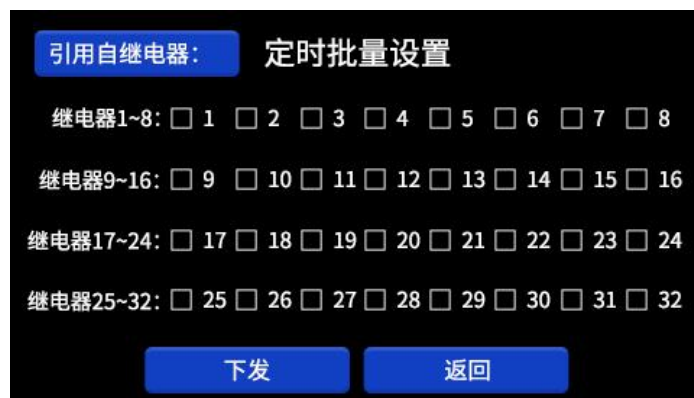 引用自继电器： 定时批量设置
继电器1~8: 1 2 3 4 5 6 7 8
继电器9~16: 9 10 11 12 13 14 15 16
继电器17~24: 17 18 19 20 21 22 23 24
继电器25~32: 25 26 27 28 29 30 31 32
下发 返回